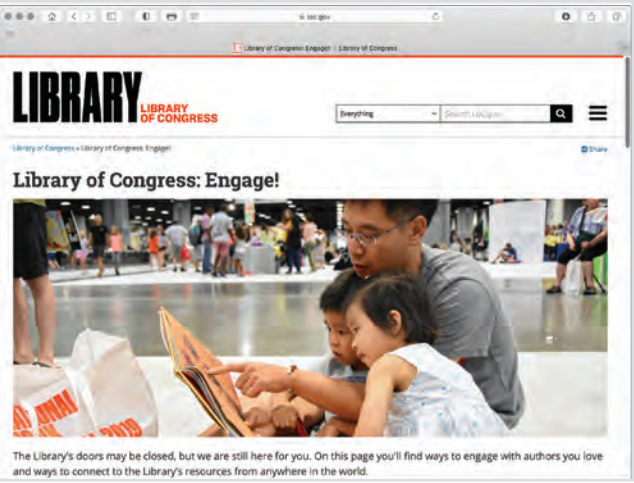 loc.gov
Library of Congress: Engage! | Library of Congress
LIBRARY
LIBRARY
OF CONGRESS
Everything
Search Loc.gov
Library of Congress » Library of Congress: Engage!
Share
Library of Congress: Engage!
2019
The Library's doors may be closed, but we are still here for you. On this page you'll find ways to engage with authors you love
and ways to connect to the Library's resources from anywhere in the world.